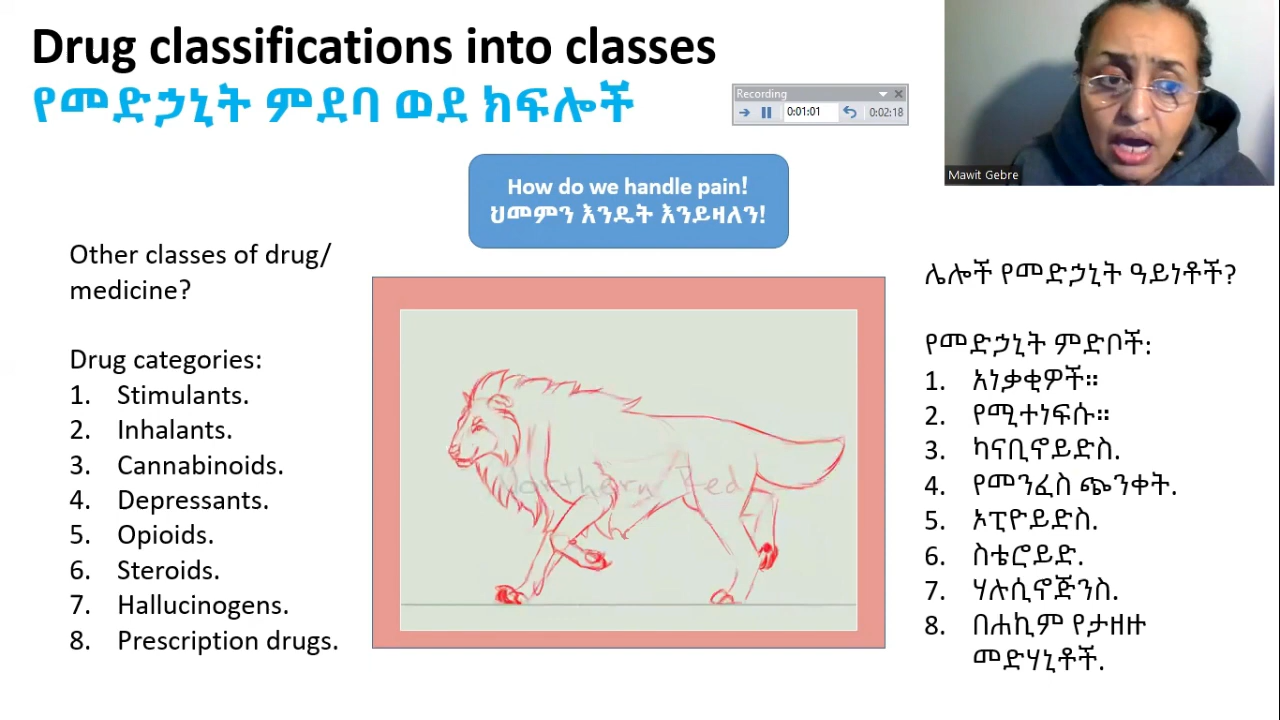 Drug classifications into classes
የመድኃኒት ምደባ ወደ ክፍሎች
Recording
0:01:01
0:02:18
Mawit Gebre
How do we handle pain!
ህመምን እንዴት እንይዛለን!
Other classes of drug/
medicine?
Drug categories:
1. Stimulants.
2. Inhalants.
3. Cannabinoids.
4. Depressants.
5. Opioids.
6. Steroids.
7. Hallucinogens.
8. Prescription drugs.
Northern Red
ሌሎች የመድኃኒት ዓይነቶች?
የመድኃኒት ምድቦች:
1. አነቃቂዎች።
2. የሚተነፍሱ።
3. ካናቢኖይድስ.
4. የመንፈስ ጭንቀት.
5. ኦፒዮይድስ.
6. ስቴሮይድ.
7. ሃሉሲኖጅንስ.
8. በሐኪም የታዘዙ
መድሃኒቶች.